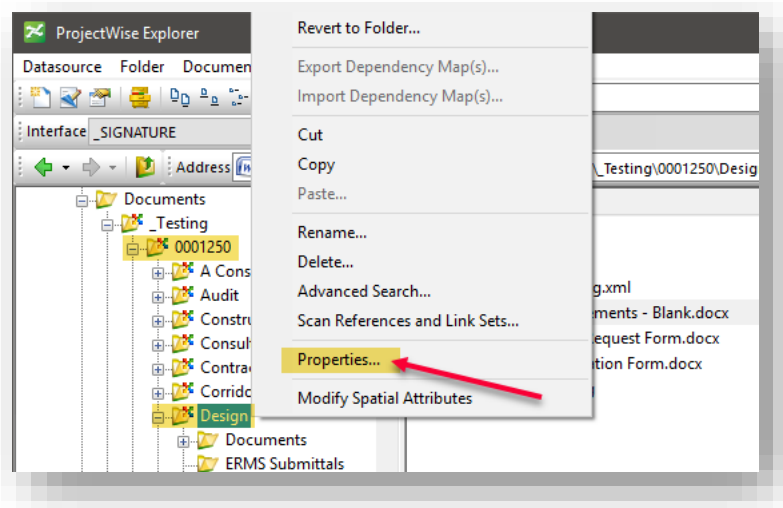 ProjectWise Explorer
Datasource Folder Documen
Interface _SIGNATURE
Address \_Testing\0001250\Desig
Documents
_Testing
0001250
A Cons
Audit
Constru
Consul
Contrac
Corrido
Design
Documents
ERMS Submittals
Revert to Folder...
Export Dependency Map(s)...
Import Dependency Map(s)...
Cut
Copy
Paste...
Rename...
Delete...
Advanced Search...
Scan References and Link Sets...
Properties...
Modify Spatial Attributes
g.xml
ements - Blank.docx
equest Form.docx
tion Form.docx